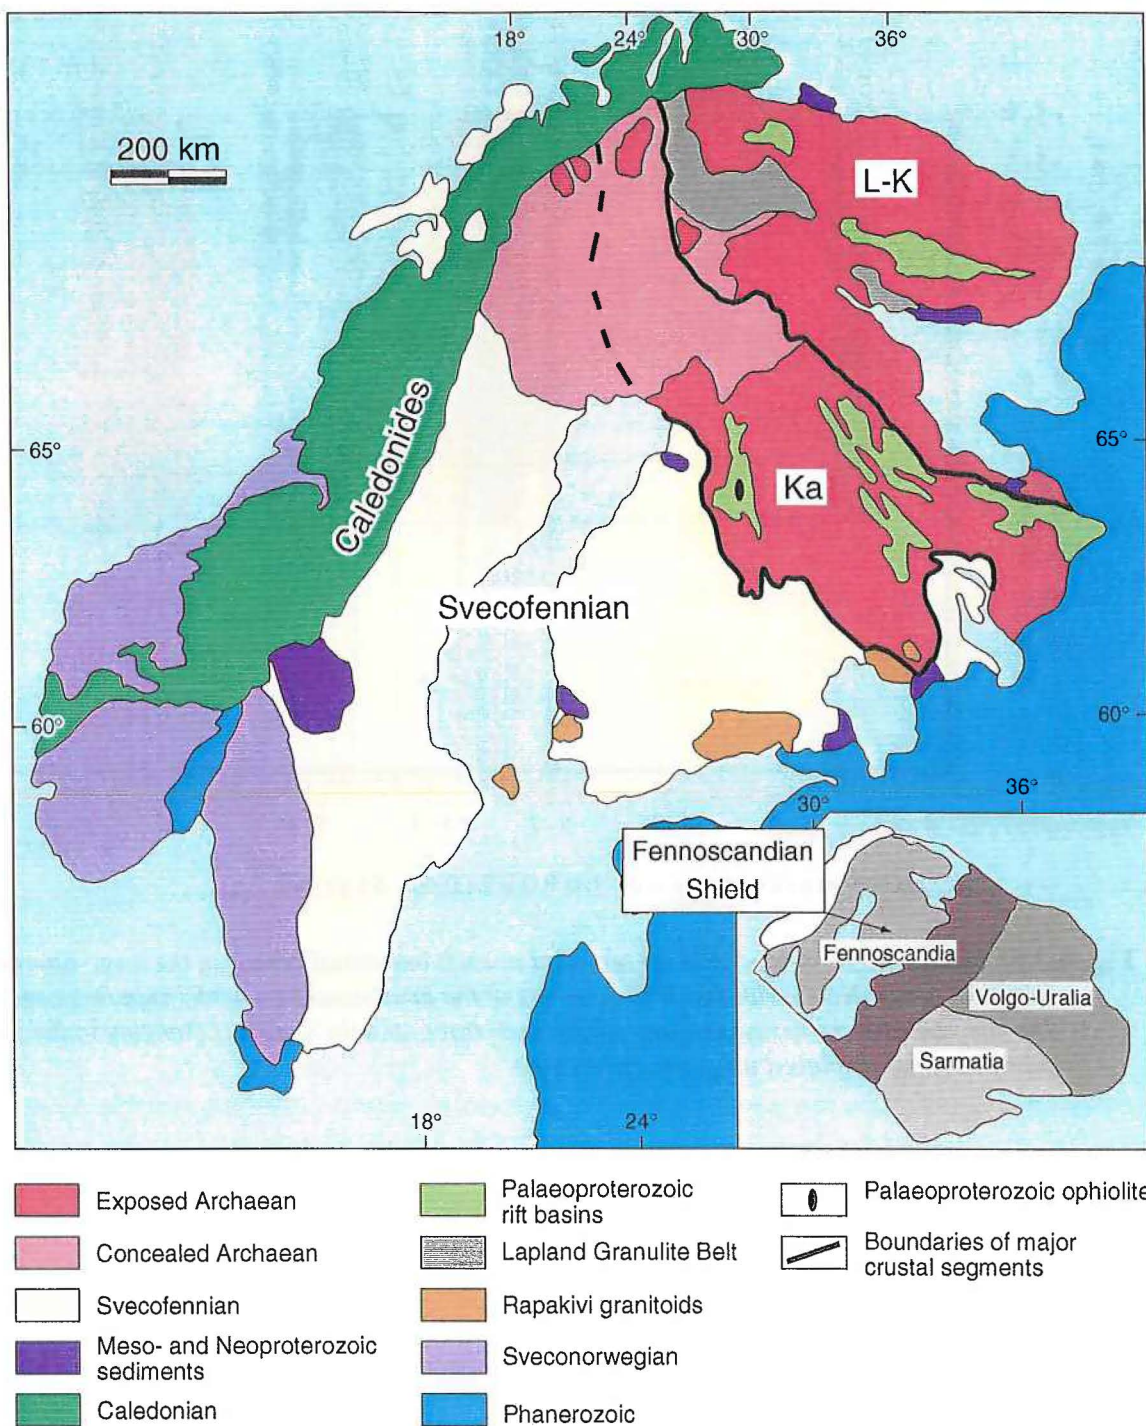 18° 24° 30° 36°
200 km
L-K
Caledonides
65° 65°
Ka
Svecofennian
60° 60°
36°
30°
Fennoscandian
Shield
Fennoscandia
Volgo-Uralia
Sarmatia
18° 24°
Exposed Archaean
Concealed Archaean
Svecofennian
Meso- and Neoproterozoic
sediments
Caledonian
Palaeoproterozoic
rift basins
Lapland Granulite Belt
Rapakivi granitoids
Sveconorwegian
Phanerozoic
Palaeoproterozoic ophiolite
Boundaries of major
crustal segments